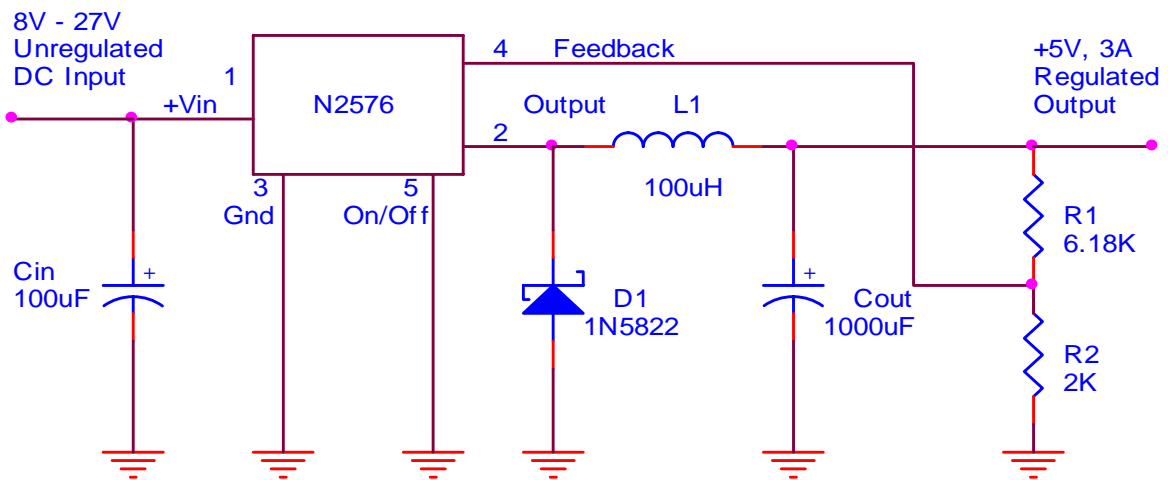 8V - 27V
Unregulated
DC Input
1
+Vin
N2576
4 Feedback
Output
2
L1
100uH
+5V, 3A
Regulated
Output
3
Gnd
5
On/Off
Cin
+
100uF
D1
1N5822
+
Cout
1000uF
R1
6.18K
R2
2K